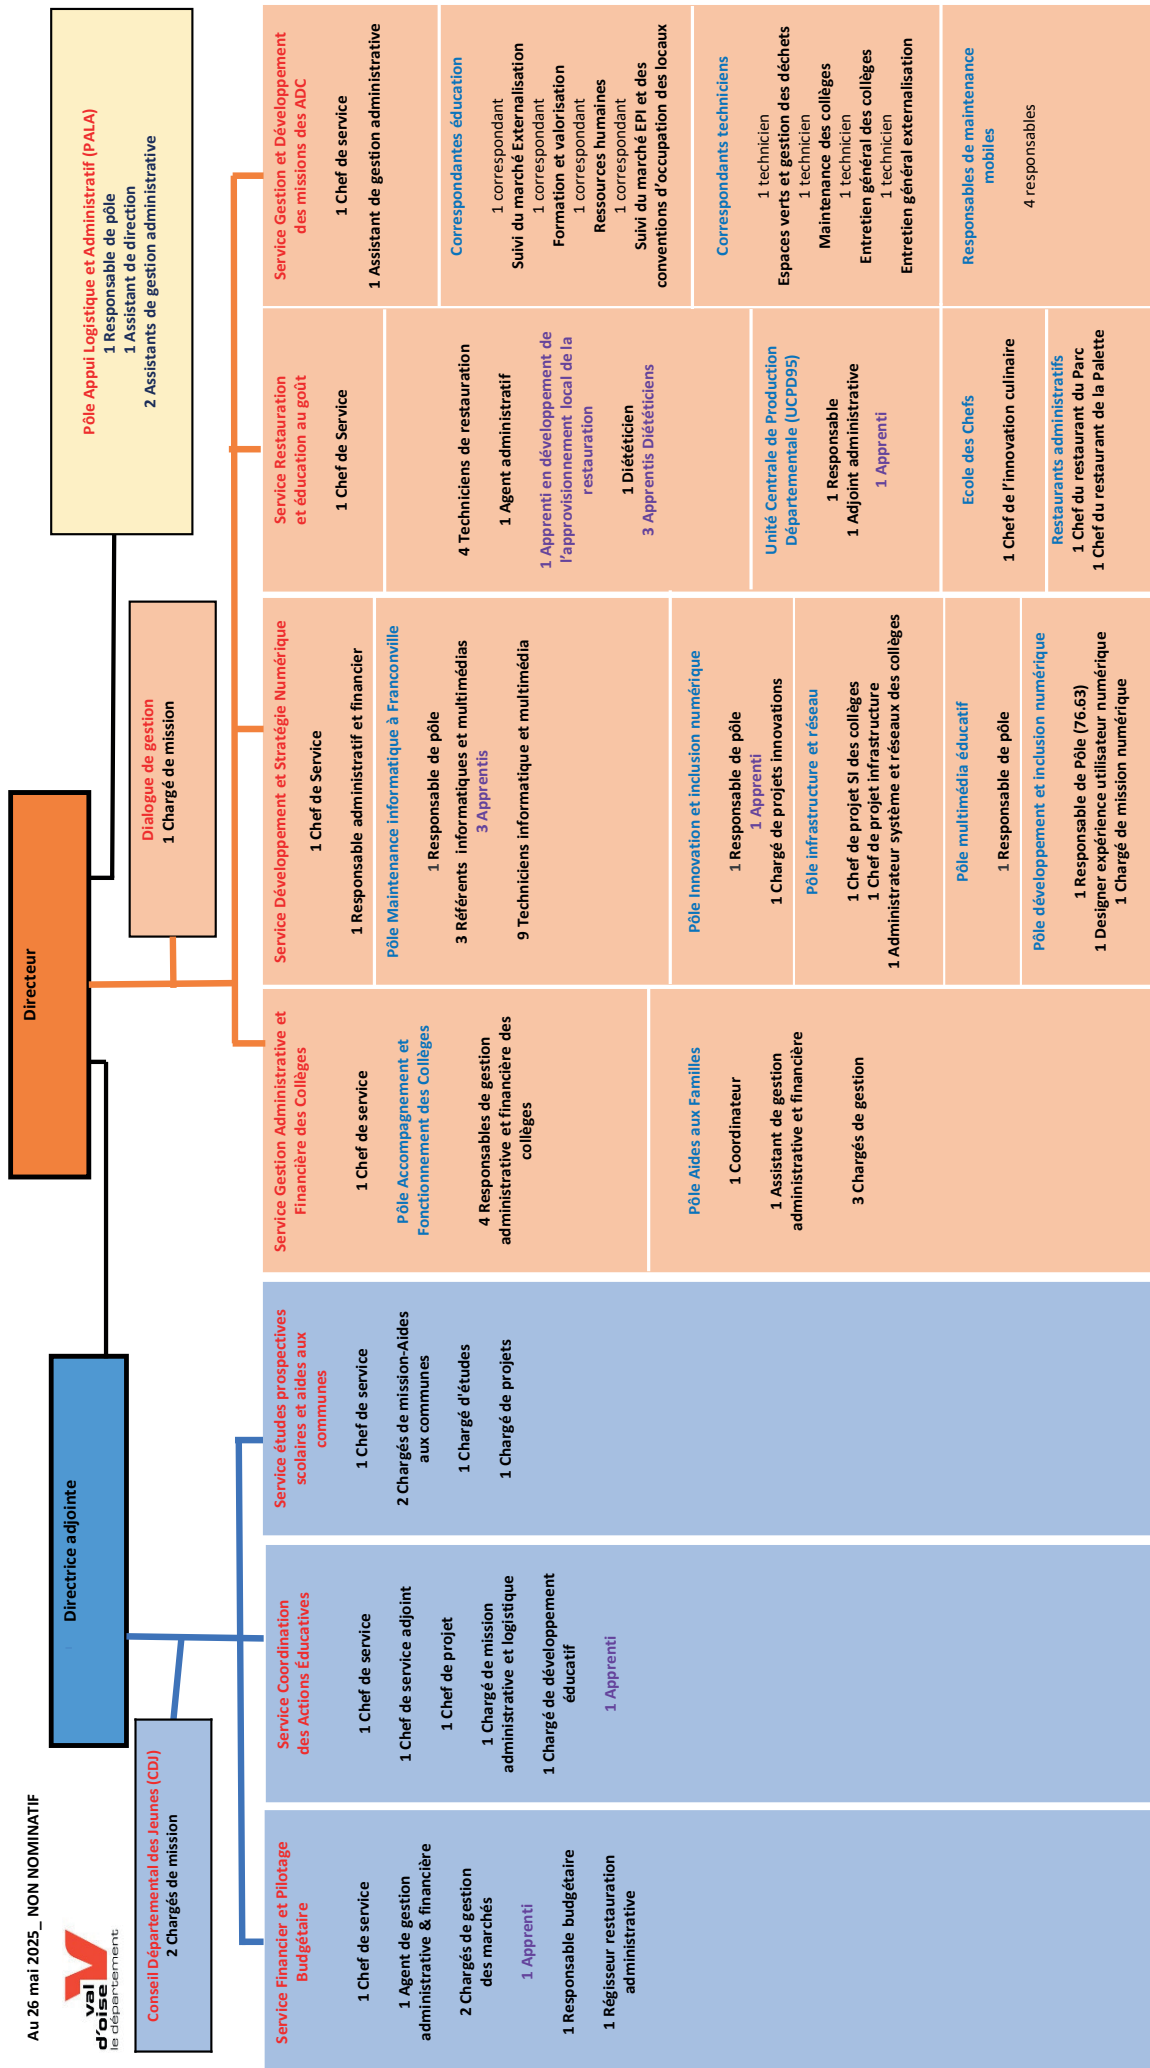 Au 26 mai 2025_ NON NOMINATIF
val
d'oise
le département
Directeur
Directrice adjointe
Pôle Appui Logistique et Administratif (PALA)
1 Responsable de pôle
1 Assistant de direction
2 Assistants de gestion administrative
Dialogue de gestion
1 Chargé de mission
Conseil Départemental des Jeunes (CDJ)
2 Chargés de mission
Service Financier et Pilotage
Budgétaire
1 Chef de service
1 Agent de gestion
administrative & financière
2 Chargés de gestion
des marchés
1 Apprenti
1 Responsable budgétaire
1 Régisseur restauration
administrative
Service Coordination
des Actions Éducatives
1 Chef de service
1 Chef de service adjoint
1 Chef de projet
1 Chargé de mission
administrative et logistique
1 Chargé de développement
éducatif
1 Apprenti
Service études prospectives
scolaires et aides aux
communes
1 Chef de service
2 Chargés de mission-Aides
aux communes
1 Chargé d'études
1 Chargé de projets
Service Gestion Administrative et
Financière des Collèges
1 Chef de service
Pôle Accompagnement et
Fonctionnement des Collèges
4 Responsables de gestion
administrative et financière des
collèges
Pôle Aides aux Familles
1 Coordinateur
1 Assistant de gestion
administrative et financière
3 Chargés de gestion
Service Développement et Stratégie Numérique
1 Chef de Service
1 Responsable administratif et financier
Pôle Maintenance informatique à Franconville
1 Responsable de pôle
3 Référents informatiques et multimédias
3 Apprentis
9 Techniciens informatique et multimédia
Pôle Innovation et inclusion numérique
1 Responsable de pôle
1 Apprenti
1 Chargé de projets innovations
Pôle infrastructure et réseau
1 Chef de projet SI des collèges
1 Chef de projet infrastructure
1 Administrateur système et réseaux des collèges
Pôle multimédia éducatif
1 Responsable de pôle
Pôle développement et inclusion numérique
1 Responsable de Pôle (76.63)
1 Designer expérience utilisateur numérique
1 Chargé de mission numérique
Service Restauration
et éducation au goût
1 Chef de Service
4 Techniciens de restauration
1 Agent administratif
1 Apprenti en développement de
l'approvisionnement local de la
restauration
1 Diététicien
3 Apprentis Diététiciens
Unité Centrale de Production
Départementale (UCPD95)
1 Responsable
1 Adjoint administrative
1 Apprenti
Ecole des Chefs
1 Chef de l'innovation culinaire
Restaurants administratifs
1 Chef du restaurant du Parc
1 Chef du restaurant de la Palette
Service Gestion et Développement
des missions des ADC
1 Chef de service
1 Assistant de gestion administrative
Correspondantes éducation
1 correspondant
Suivi du marché Externalisation
1 correspondant
Formation et valorisation
1 correspondant
Ressources humaines
1 correspondant
Suivi du marché EPI et des
conventions d'occupation des locaux
Correspondants techniciens
1 technicien
Espaces verts et gestion des déchets
1 technicien
Maintenance des collèges
1 technicien
Entretien général des collèges
1 technicien
Entretien général externalisation
Responsables de maintenance
mobiles
4 responsables